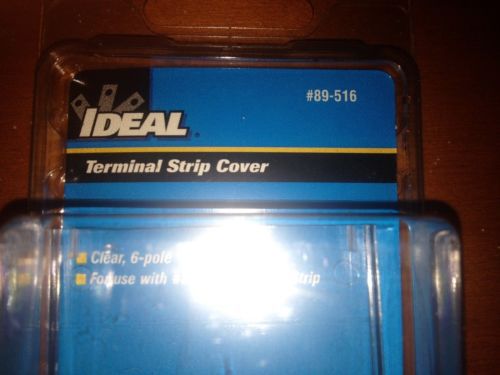 #89-516
IDEAL
Terminal Strip Cover
Clear, 6-pole
For use with Strip